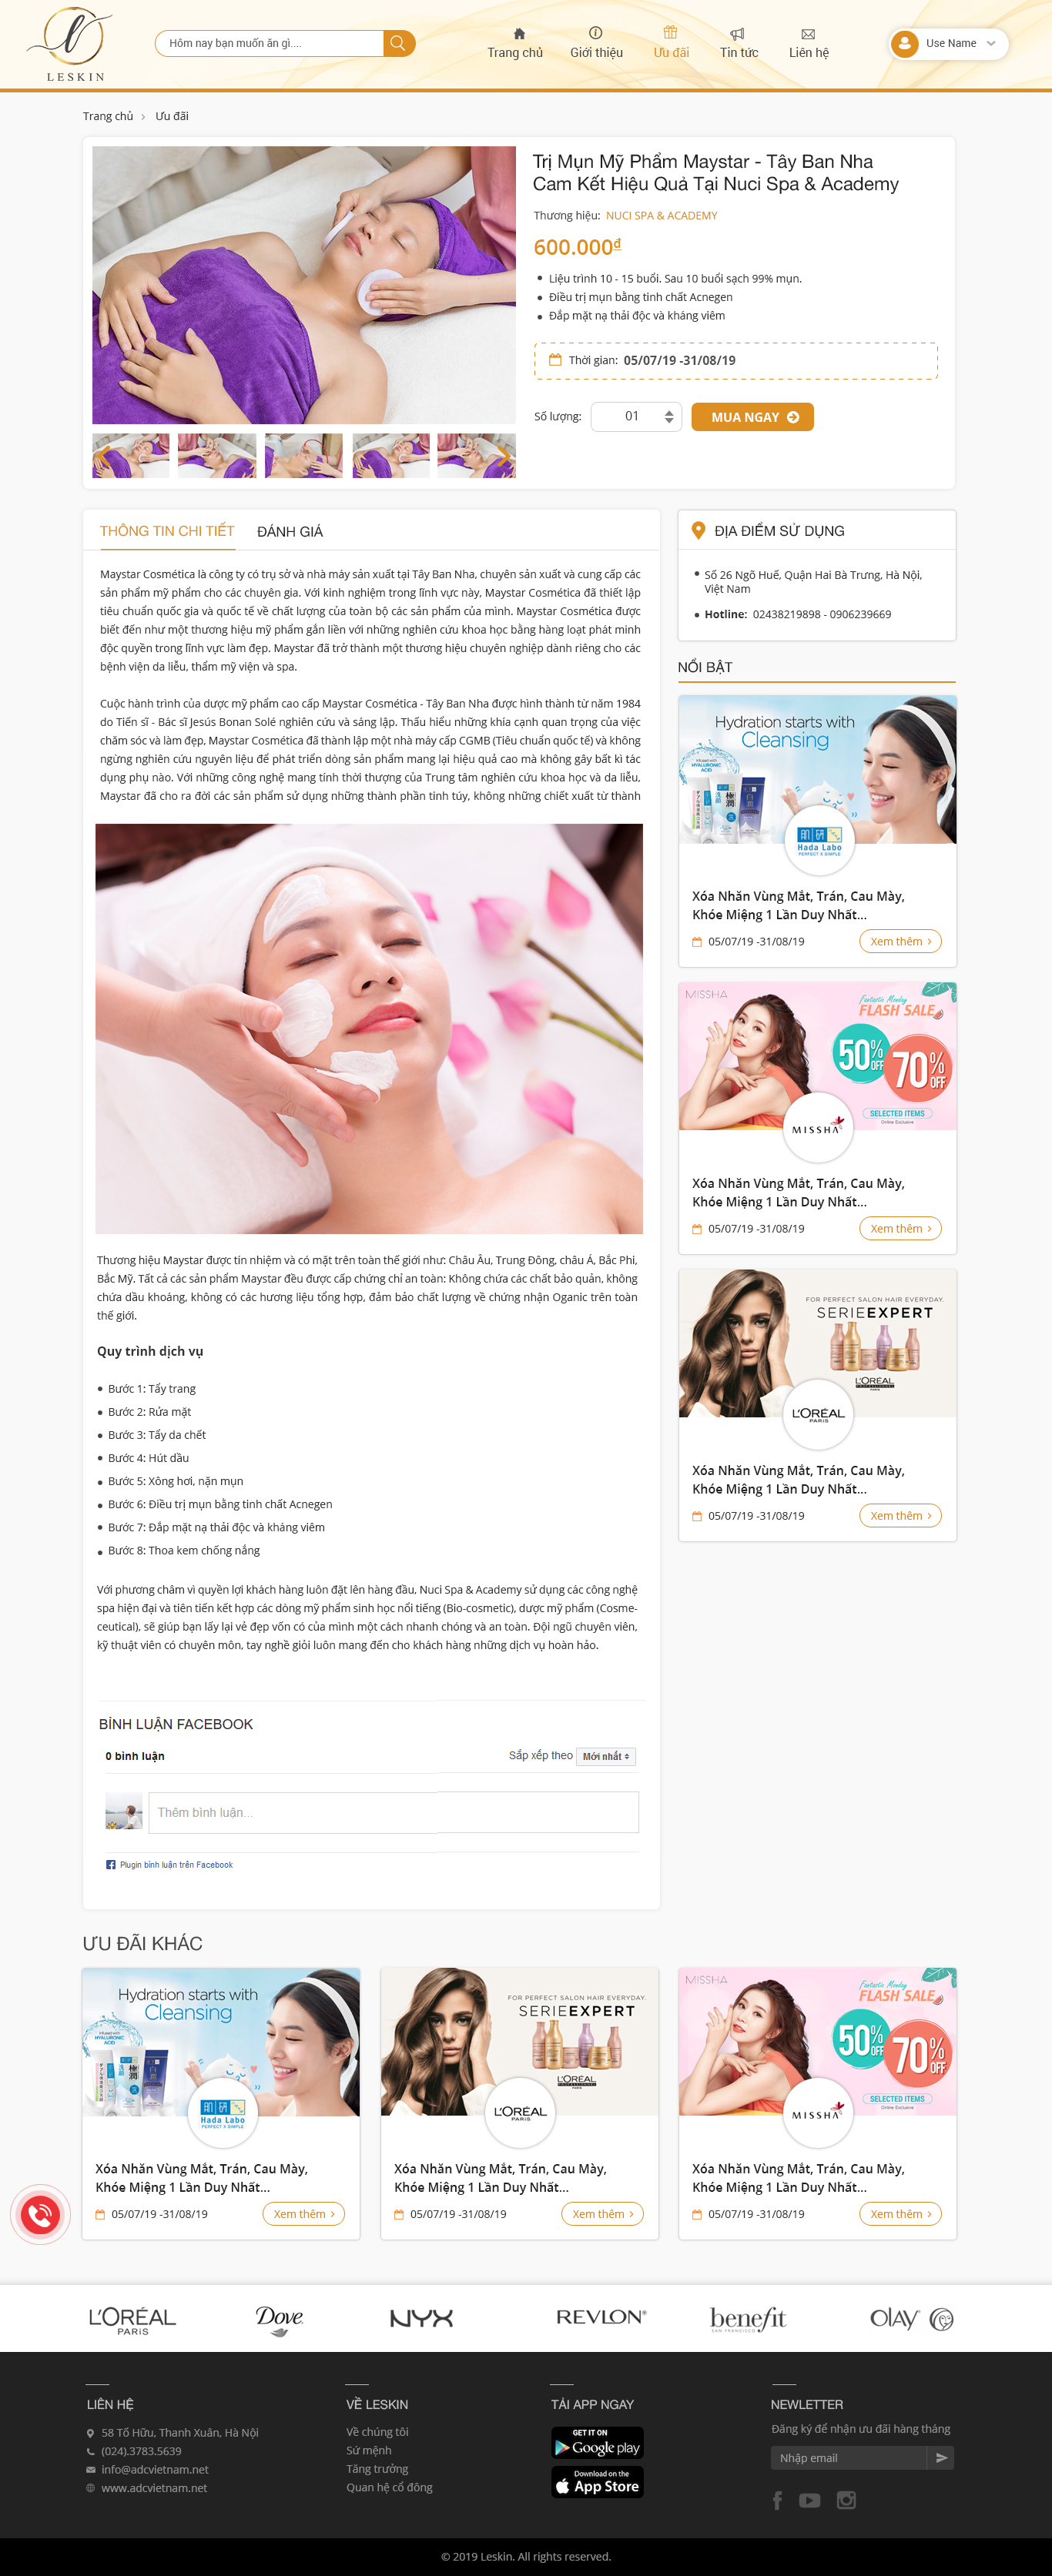 LESKIN
Hôm nay bạn muốn ăn gì....
Trang chủ
Giới thiệu
Ưu đãi
Tin tức
Liên hệ
Use Name
Trang chủ > Ưu đãi
Trị Mụn Mỹ Phẩm Maystar - Tây Ban Nha
Cam Kết Hiệu Quả Tại Nuci Spa & Academy
Thương hiệu: NUCI SPA & ACADEMY
600.000đ
Liệu trình 10 - 15 buổi. Sau 10 buổi sạch 99% mụn.
Điều trị mụn bằng tinh chất Acnegen
Đắp mặt nạ thải độc và kháng viêm
Thời gian: 05/07/19 -31/08/19
Số lượng: 01 MUA NGAY
THÔNG TIN CHI TIẾT
ĐÁNH GIÁ
Maystar Cosmética là công ty có trụ sở và nhà máy sản xuất tại Tây Ban Nha, chuyên sản xuất và cung cấp các
sản phẩm mỹ phẩm cho các chuyên gia. Với kinh nghiệm trong lĩnh vực này, Maystar Cosmética đã thiết lập
tiêu chuẩn quốc gia và quốc tế về chất lượng của toàn bộ các sản phẩm của mình. Maystar Cosmética được
biết đến như một thương hiệu mỹ phẩm gắn liền với những nghiên cứu khoa học bằng hàng loạt phát minh
độc quyền trong lĩnh vực làm đẹp. Maystar đã trở thành một thương hiệu chuyên nghiệp dành riêng cho các
bệnh viện da liễu, thẩm mỹ viện và spa.
Cuộc hành trình của dược mỹ phẩm cao cấp Maystar Cosmética - Tây Ban Nha được hình thành từ năm 1984
do Tiến sĩ - Bác sĩ Jesús Bonan Solé nghiên cứu và sáng lập. Thấu hiểu những khía cạnh quan trọng của việc
chăm sóc và làm đẹp, Maystar Cosmética đã thành lập một nhà máy cấp CGMB (Tiêu chuẩn quốc tế) và không
ngừng nghiên cứu nguyên liệu để phát triển dòng sản phẩm mang lại hiệu quả cao mà không gây bất kì tác
dụng phụ nào. Với những công nghệ mang tính thời thượng của Trung tâm nghiên cứu khoa học và da liễu,
Maystar đã cho ra đời các sản phẩm sử dụng những thành phần tinh túy, không những chiết xuất từ thành
Thương hiệu Maystar được tin nhiệm và có mặt trên toàn thế giới như: Châu Âu, Trung Đông, châu Á, Bắc Phi,
Bắc Mỹ. Tất cả các sản phẩm Maystar đều được cấp chứng chỉ an toàn: Không chứa các chất bảo quản, không
chứa dầu khoáng, không có các hương liệu tổng hợp, đảm bảo chất lượng về chứng nhận Oganic trên toàn
thế giới.
Quy trình dịch vụ
Bước 1: Tẩy trang
Bước 2: Rửa mặt
Bước 3: Tẩy da chết
Bước 4: Hút dầu
Bước 5: Xông hơi, nặn mụn
Bước 6: Điều trị mụn bằng tinh chất Acnegen
Bước 7: Đắp mặt nạ thải độc và kháng viêm
Bước 8: Thoa kem chống nắng
Với phương châm vì quyền lợi khách hàng luôn đặt lên hàng đầu, Nuci Spa & Academy sử dụng các công nghệ
spa hiện đại và tiên tiến kết hợp các dòng mỹ phẩm sinh học nổi tiếng (Bio-cosmetic), dược mỹ phẩm (Cosme-
ceutical), sẽ giúp bạn lấy lại vẻ đẹp vốn có của mình một cách nhanh chóng và an toàn. Đội ngũ chuyên viên,
kỹ thuật viên có chuyên môn, tay nghề giỏi luôn mang đến cho khách hàng những dịch vụ hoàn hảo.
BÌNH LUẬN FACEBOOK
0 bình luận
Sắp xếp theo Mới nhất
Thêm bình luận...
Plugin bình luận trên Facebook
ĐỊA ĐIỂM SỬ DỤNG
Số 26 Ngõ Huế, Quận Hai Bà Trưng, Hà Nội,
Việt Nam
Hotline: 02438219898 - 0906239669
NỔI BẬT
Hydration starts with
Cleansing
HYALURONIC
ACID
Hada Labo
PERFECT X SIMPLE
Xóa Nhăn Vùng Mắt, Trán, Cau Mày,
Khóe Miệng 1 Lần Duy Nhất...
05/07/19 -31/08/19
Xem thêm
MISSHA
Fantastic Monday
FLASH SALE
50% OFF
70% OFF
SELECTED ITEMS
Online Exclusive
MISSHA
Xóa Nhăn Vùng Mắt, Trán, Cau Mày,
Khóe Miệng 1 Lần Duy Nhất...
05/07/19 -31/08/19
Xem thêm
FOR PERFECT SALON HAIR EVERYDAY.
SERIE EXPERT
L'ORÉAL
PROFESSIONNEL
PARIS
L'ORÉAL
PARIS
Xóa Nhăn Vùng Mắt, Trán, Cau Mày,
Khóe Miệng 1 Lần Duy Nhất...
05/07/19 -31/08/19
Xem thêm
ƯU ĐÃI KHÁC
Hydration starts with
Cleansing
HYALURONIC
ACID
Hada Labo
PERFECT X SIMPLE
Xóa Nhăn Vùng Mắt, Trán, Cau Mày,
Khóe Miệng 1 Lần Duy Nhất...
05/07/19 -31/08/19
Xem thêm
FOR PERFECT SALON HAIR EVERYDAY.
SERIE EXPERT
L'ORÉAL
PROFESSIONNEL
PARIS
L'ORÉAL
PARIS
Xóa Nhăn Vùng Mắt, Trán, Cau Mày,
Khóe Miệng 1 Lần Duy Nhất...
05/07/19 -31/08/19
Xem thêm
MISSHA
Fantastic Monday
FLASH SALE
50% OFF
70% OFF
SELECTED ITEMS
Online Exclusive
MISSHA
Xóa Nhăn Vùng Mắt, Trán, Cau Mày,
Khóe Miệng 1 Lần Duy Nhất...
05/07/19 -31/08/19
Xem thêm
L'ORÉAL
PARIS
Dove
NYX
REVLON®
benefit
SAN FRANCISCO
OLAY
LIÊN HỆ
58 Tố Hữu, Thanh Xuân, Hà Nội
(024).3783.5639
info@adcvietnam.net
www.adcvietnam.net
VỀ LESKIN
Về chúng tôi
Sứ mệnh
Tăng trưởng
Quan hệ cổ đông
TẢI APP NGAY
GET IT ON
Google play
Download on the
App Store
NEWLETTER
Đăng ký để nhận ưu đãi hàng tháng
Nhập email
© 2019 Leskin. All rights reserved.